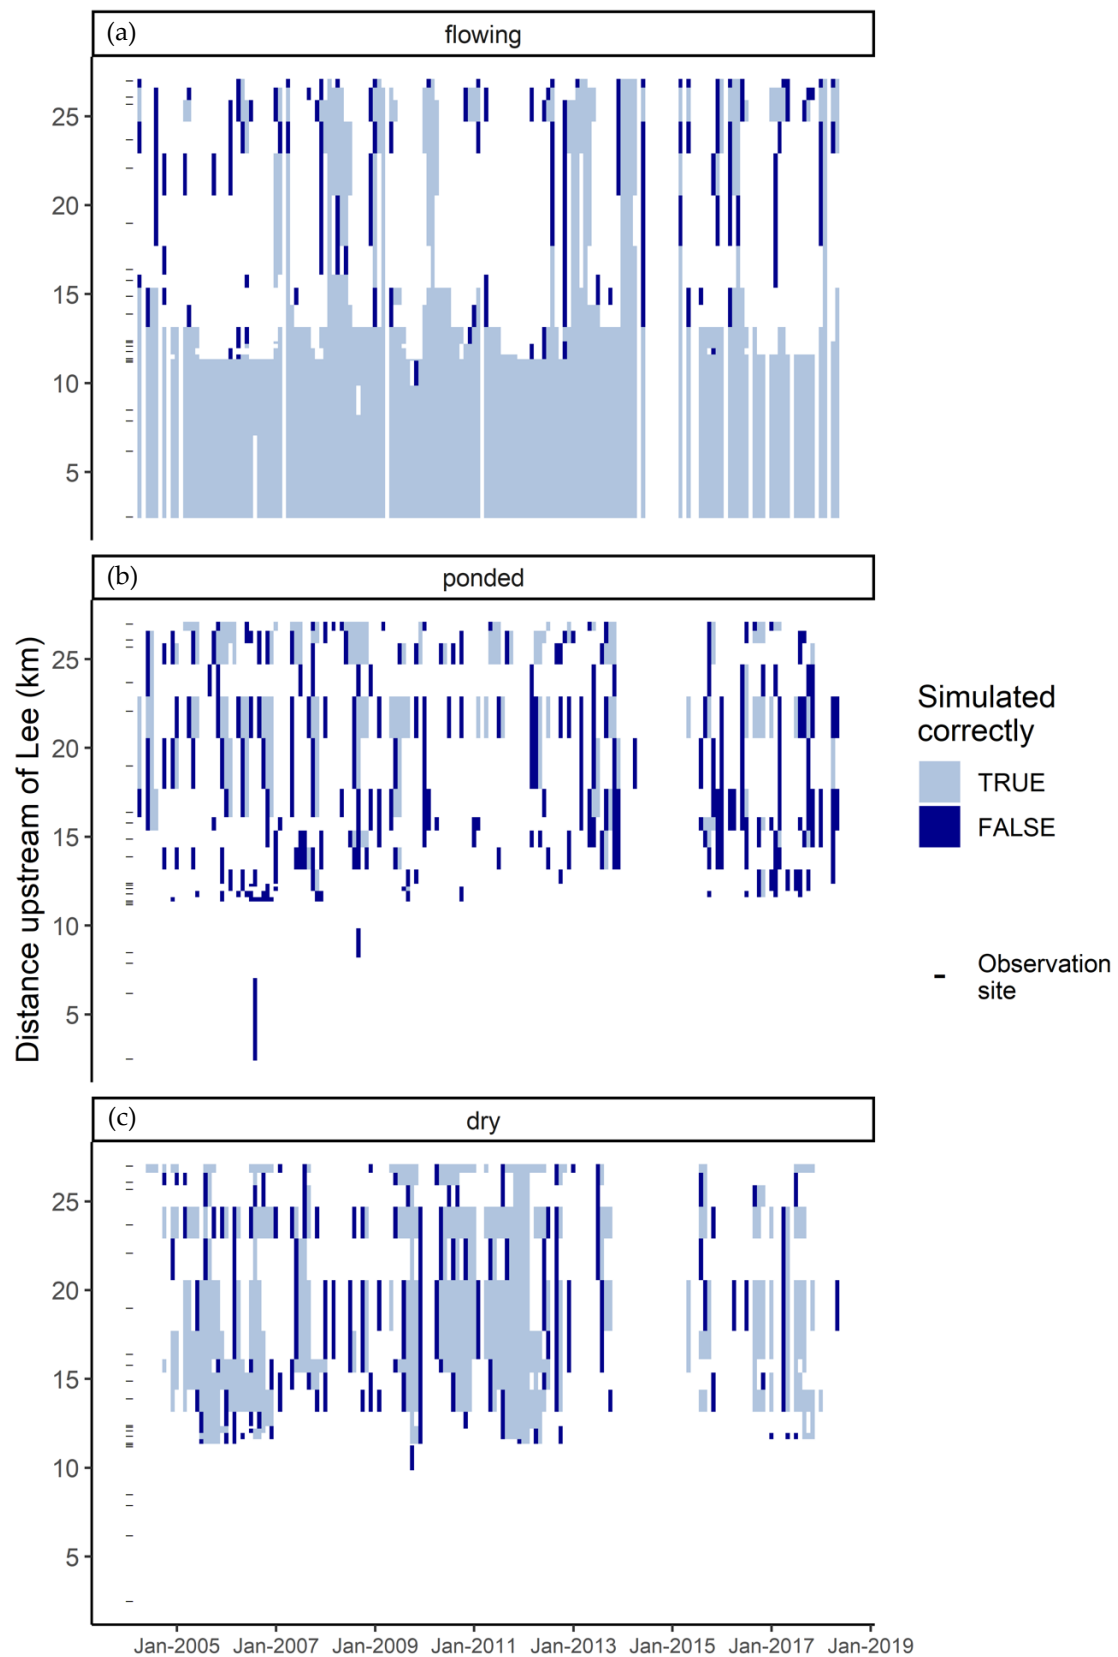 (a)
flowing
25
20
15
10
5
(b)
ponded
25
20
15
10
5
Distance upstream of Lee (km)
Simulated
correctly
TRUE
FALSE
Observation
site
(c)
dry
25
20
15
10
5
Jan-2005 Jan-2007 Jan-2009 Jan-2011 Jan-2013 Jan-2015 Jan-2017 Jan-2019